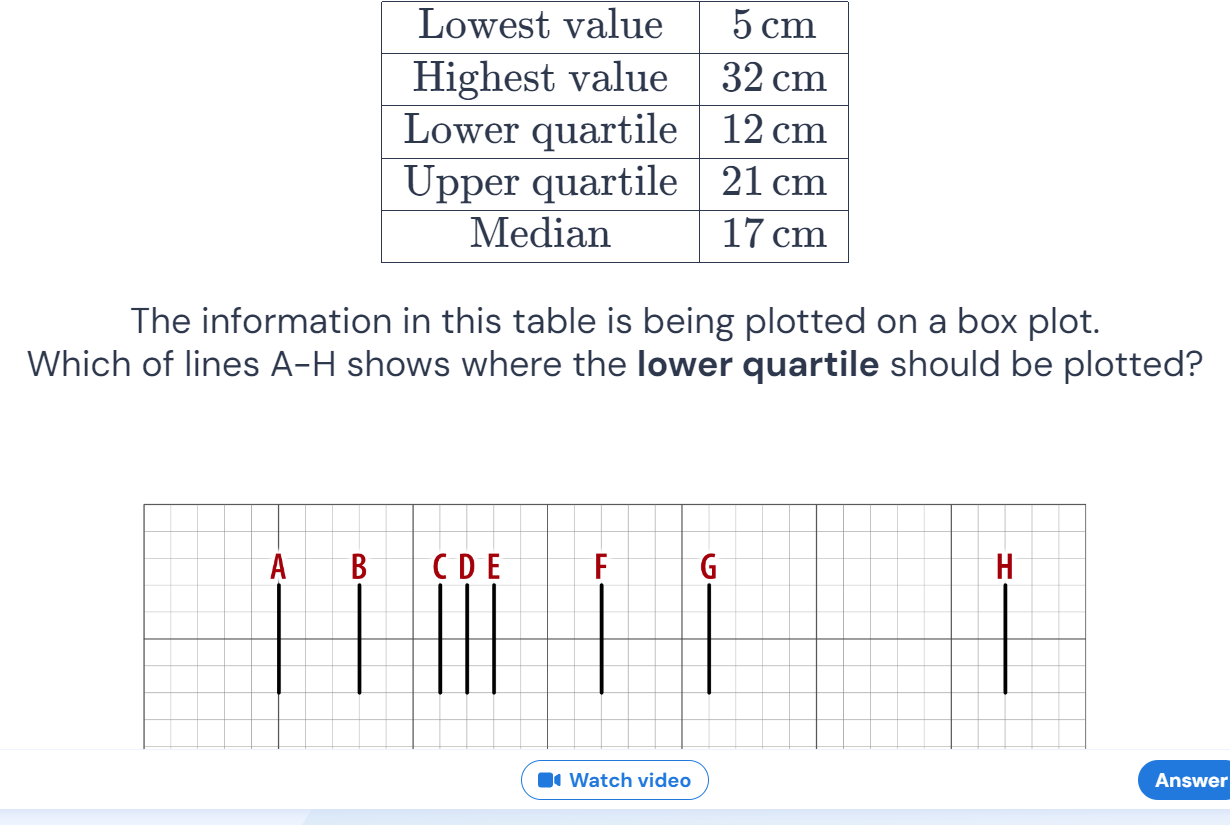 Lowest value 5 cm
Highest value 32 cm
Lower quartile 12 cm
Upper quartile 21 cm
Median 17 cm
The information in this table is being plotted on a box plot.
Which of lines A-H shows where the lower quartile should be plotted?
A B C D E F G H
Watch video Answer